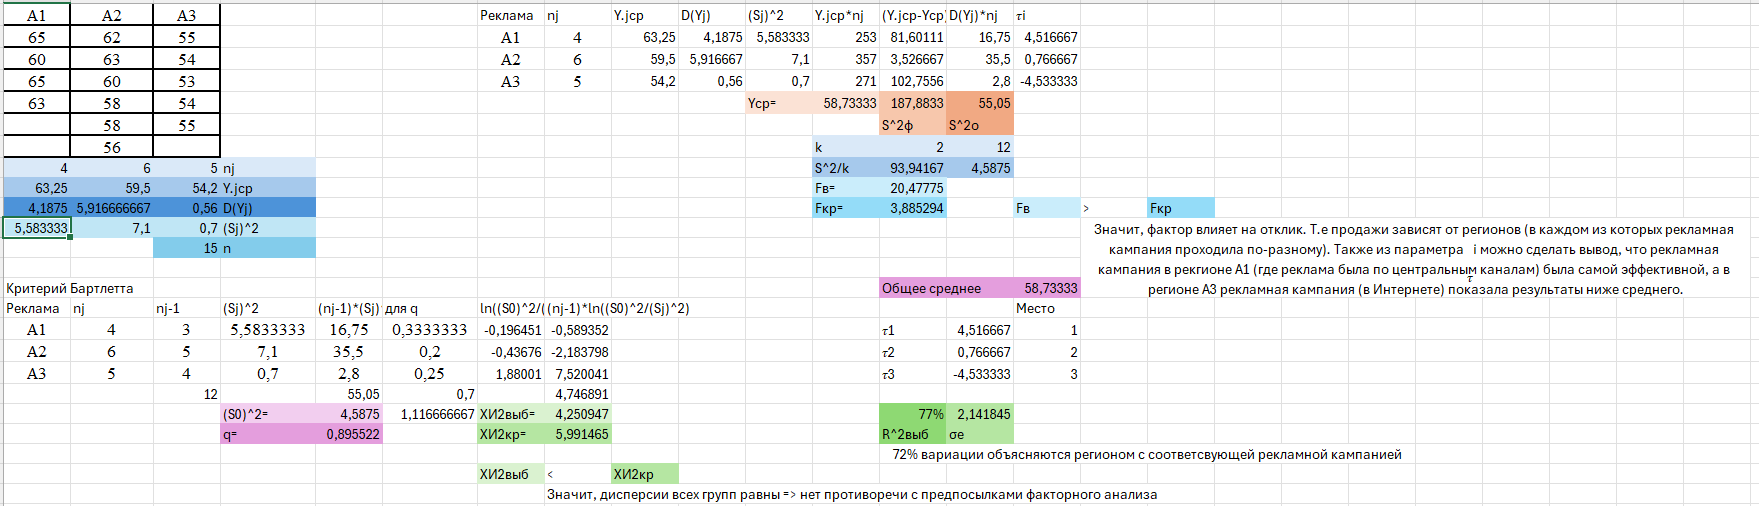 A1 A2 A3 Реклама nj Y.jср D(Yj) (Sj)^2 Y.jср*nj (Y.jср-Yср) D(Yj)*nj τi
65 62 55 A1 4 63,25 4,1875 5,583333 253 81,60111 16,75 4,516667
60 63 54 A2 6 59,5 5,916667 7,1 357 3,526667 35,5 0,766667
65 60 53 A3 5 54,2 0,56 0,7 271 102,7556 2,8 -4,533333
63 58 54 Yср= 58,73333 187,8833 55,05
58 55 S^2ф S^2о
56 k 2 12
4 6 5 nj S^2/k 93,94167 4,5875
63,25 59,5 54,2 Y.jср Fв= 20,47775
4,1875 5,916666667 0,56 D(Yj) Fкр= 3,885294 Fв > Fкр
5,583333 7,1 0,7 (Sj)^2 Значит, фактор влияет на отклик. Т.е продажи зависят от регионов (в каждом из которых рекламная
15 n кампания проходила по-разному). Также из параметра τ i можно сделать вывод, что рекламная
кампания в рекгионе A1 (где реклама была по центральным каналам) была самой эффективной, а в
Критерий Бартлетта Общее среднее 58,73333 регионе A3 рекламная кампания (в Интернете) показала результаты ниже среднего.
Реклама nj nj-1 (Sj)^2 (nj-1)*(Sj) для q ln((S0)^2/( (nj-1)*ln((S0)^2/(Sj)^2) Место
A1 4 3 5,5833333 16,75 0,3333333 -0,196451 -0,589352 τ1 4,516667 1
A2 6 5 7,1 35,5 0,2 -0,43676 -2,183798 τ2 0,766667 2
A3 5 4 0,7 2,8 0,25 1,88001 7,520041 τ3 -4,533333 3
12 55,05 0,7 4,746891
(S0)^2= 4,5875 1,116666667 ХИ2выб= 4,250947 77% 2,141845
q= 0,895522 ХИ2кр= 5,991465 R^2выб σe
72% вариации объясняются регионом с соответсвующей рекламной кампанией
ХИ2выб < ХИ2кр
Значит, дисперсии всех групп равны => нет противоречи с предпосылками факторного анализа